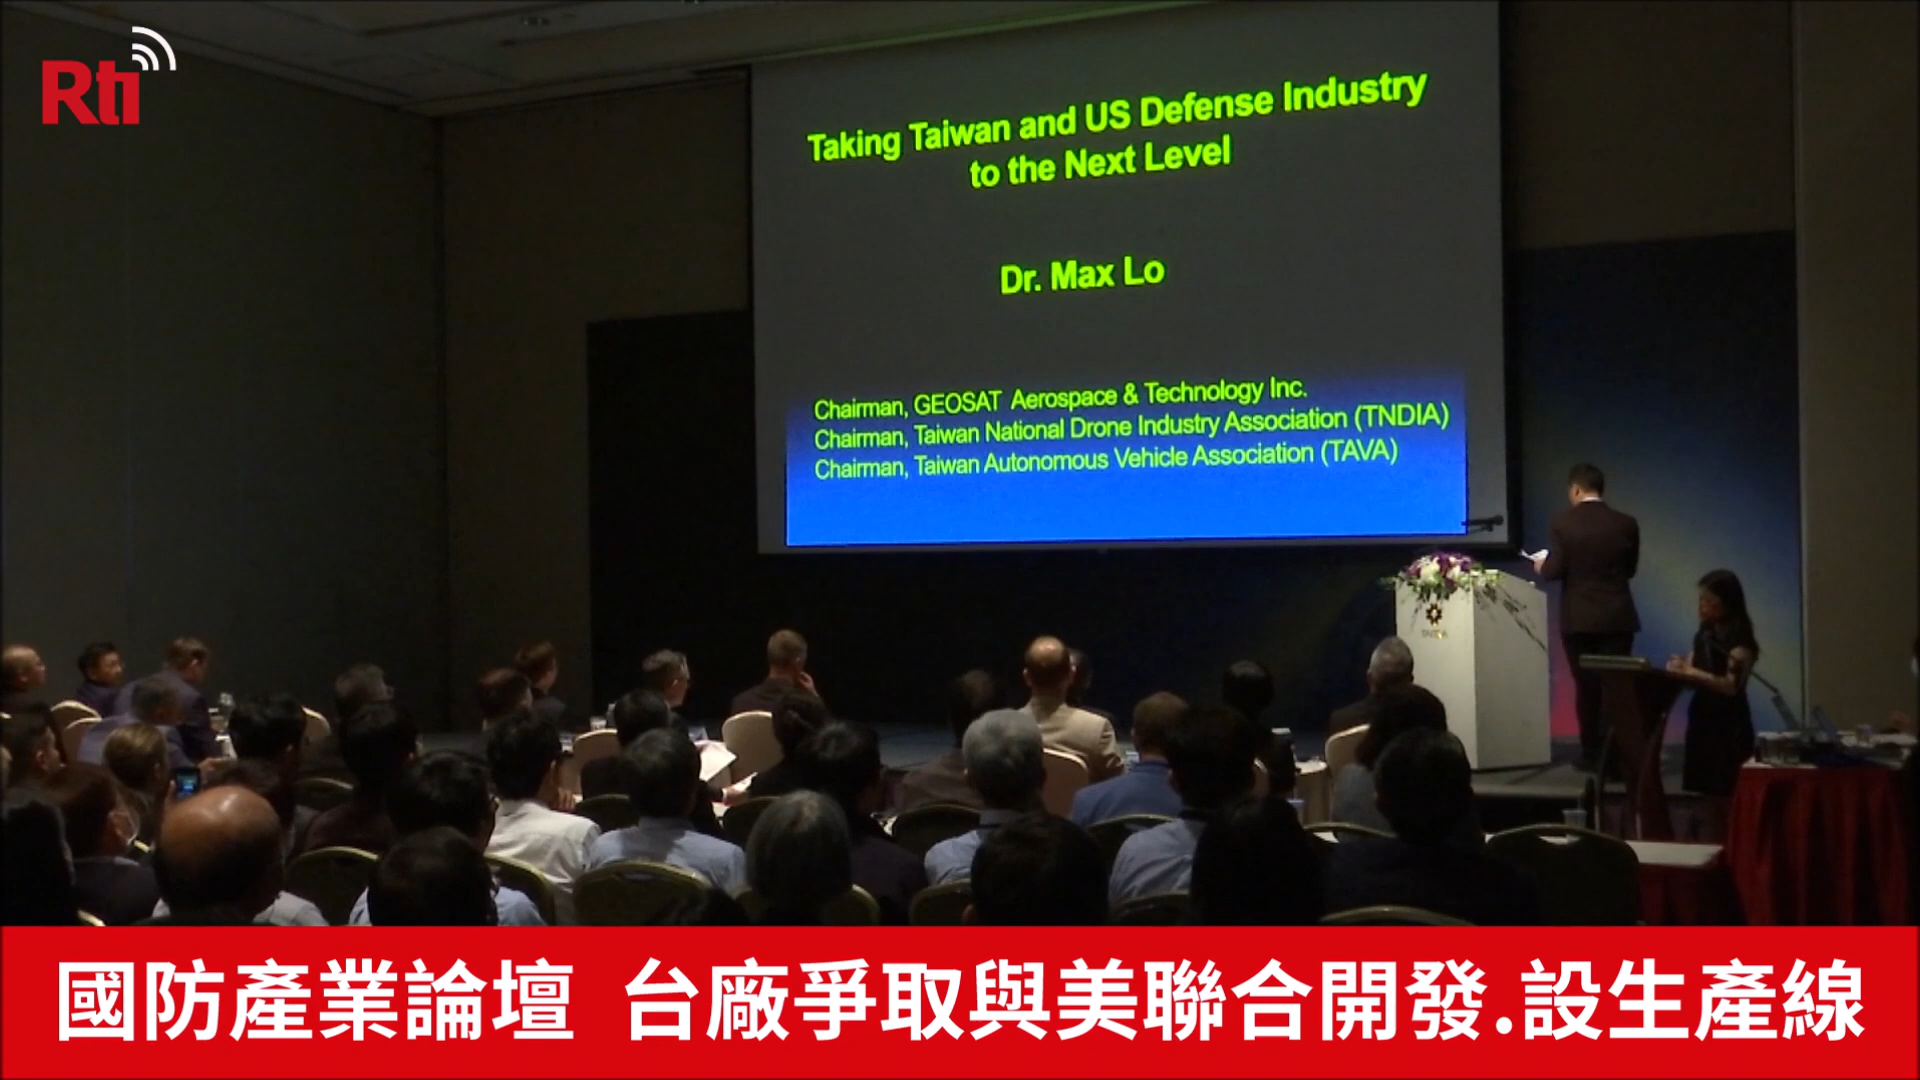 Rti
Taking Taiwan and US Defense Industry
to the Next Level
Dr. Max Lo
Chairman, GEOSAT Aerospace & Technology Inc.
Chairman, Taiwan National Drone Industry Association (TNDIA)
Chairman, Taiwan Autonomous Vehicle Association (TAVA)
國防產業論壇 台廠爭取與美聯合開發.設生產線